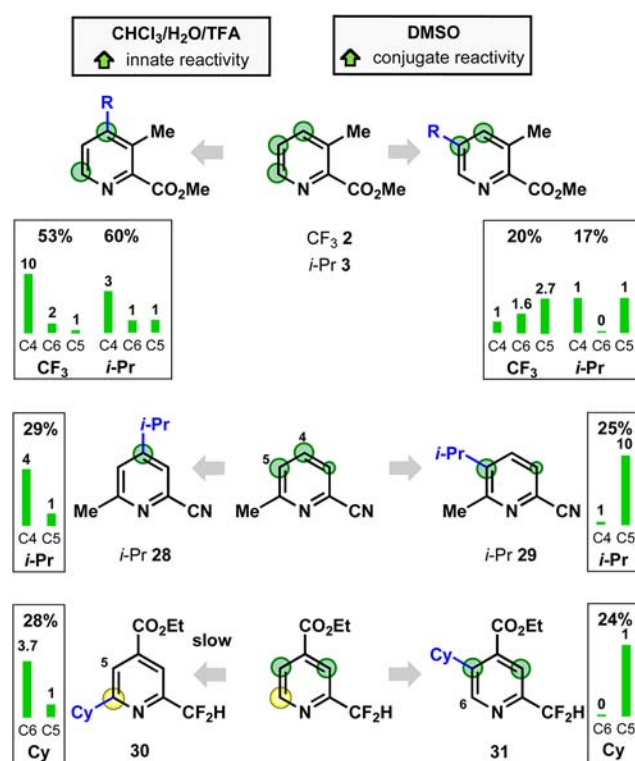 CHCl₃/H₂O/TFA
innate reactivity
DMSO
conjugate reactivity
R
Me
N
CO₂Me
Me
N
CO₂Me
R
Me
N
CO₂Me
CF₃ 2
i-Pr 3
53% 60%
10
2
1
3
1
1
C4 C6 C5 C4 C6 C5
CF₃ i-Pr
20% 17%
1
1.6
2.7
1
0
1
C4 C6 C5 C4 C6 C5
CF₃ i-Pr
29%
4
1
C4 C5
i-Pr
i-Pr
Me
N
CN
i-Pr 28
4
5
Me
N
CN
i-Pr
Me
N
CN
i-Pr 29
25%
10
1
C4 C5
i-Pr
28%
3.7
1
C6 C5
Cy
CO₂Et
5
Cy
N
CF₂H
30
slow
CO₂Et
N
CF₂H
CO₂Et
Cy
6
N
CF₂H
31
24%
1
0
C6 C5
Cy